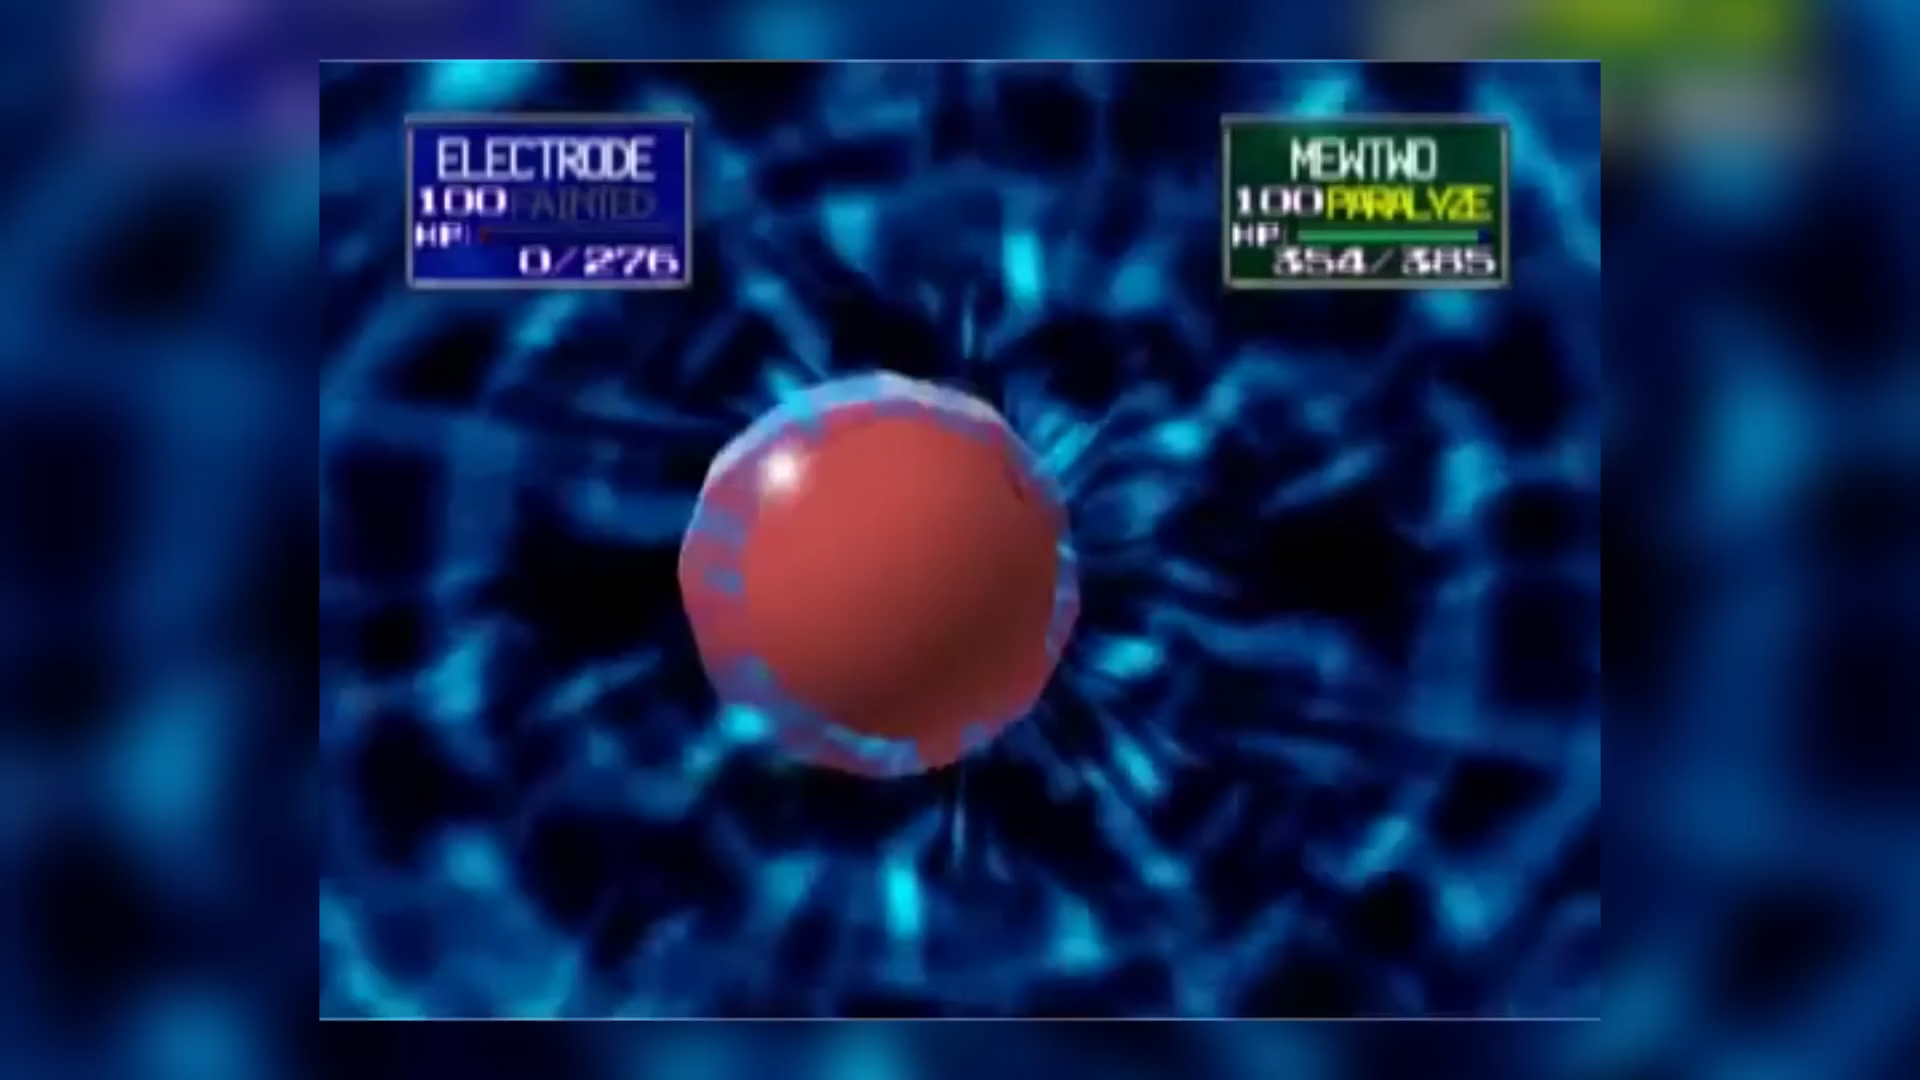 ELECTRODE
100 FAINTED
HP:
0/276
MEWTWO
100 PARALYZE
HP:
354/385